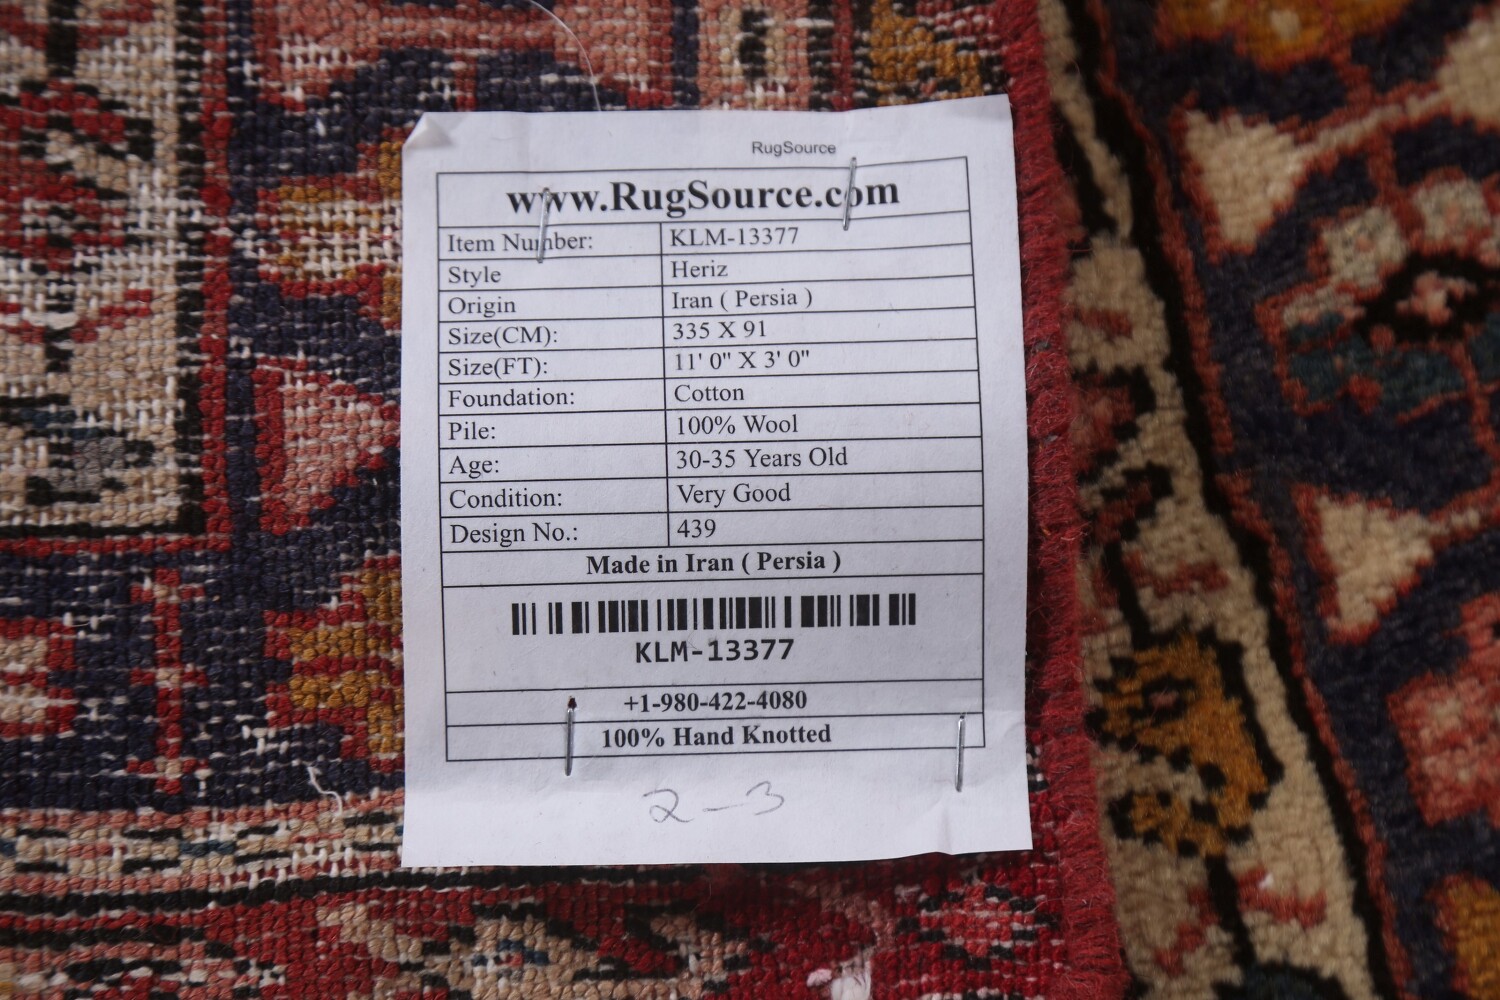 RugSource
www.RugSource.com
Item Number: KLM-13377
Style Heriz
Origin Iran ( Persia )
Size(CM): 335 X 91
Size(FT): 11' 0" X 3' 0"
Foundation: Cotton
Pile: 100% Wool
Age: 30-35 Years Old
Condition: Very Good
Design No.: 439
Made in Iran ( Persia )
KLM-13377
+1-980-422-4080
100% Hand Knotted
2-3